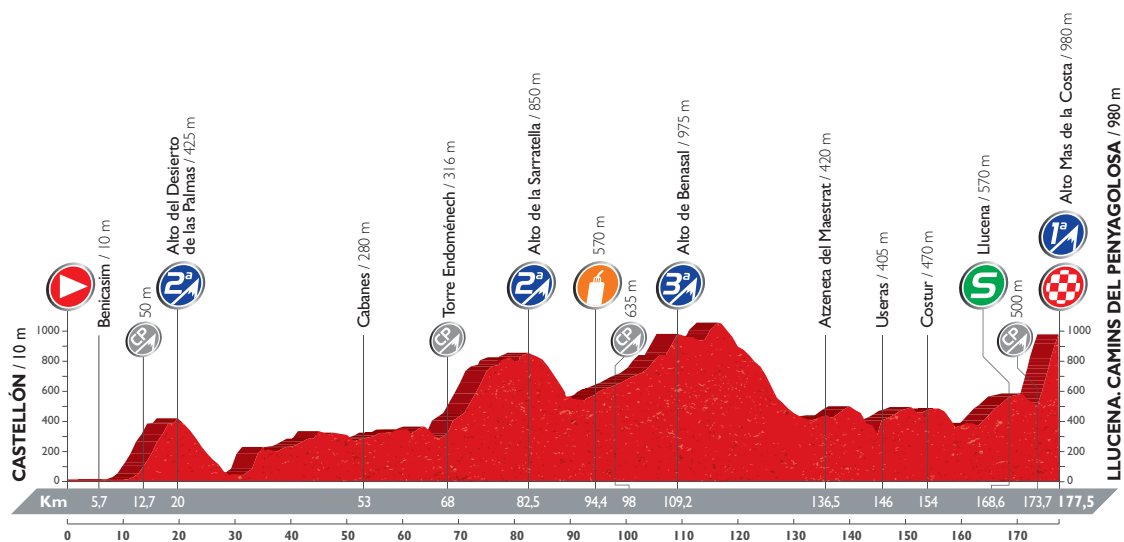 CASTELLÓN / 10 m
Benicasim / 10 m
50 m
Alto del Desierto
de las Palmas / 425 m
2ª
Cabanes / 280 m
Torre Endoménech / 316 m
Alto de la Sarratella / 850 m
2ª
570 m
635 m
Alto de Benasal / 975 m
3ª
Atzeneta del Maestrat / 420 m
Useras / 405 m
Costur / 470 m
Llucena / 570 m
S
500 m
Alto Mas de la Costa / 980 m
1ª
LLUCENA. CAMINS DEL PENYAGOLOSA / 980 m
CP
CP
CP
CP
1000
800
600
400
200
0
1000
800
600
400
200
0
Km 5,7 12,7 20 53 68 82,5 94,4 98 109,2 136,5 146 154 168,6 173,7 177,5
0 10 20 30 40 50 60 70 80 90 100 110 120 130 140 150 160 170